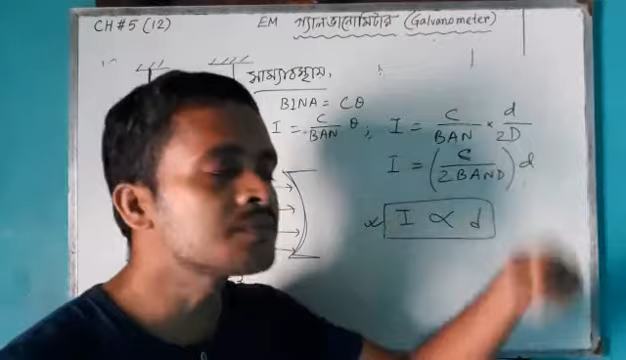 CH#5 (12) EM গ্যালভানোমিটার (Galvanometer)
সাম্যাবস্থায়,
BINA = Cθ
I = C/BAN θ ; I = C/BAN × d/2D
I = (C/2BAND) d
* I ∝ d